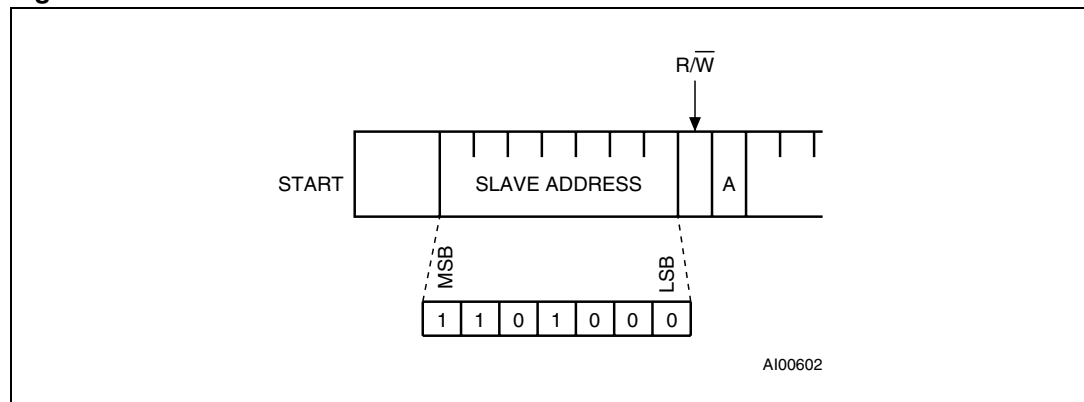 R/W̅
START
SLAVE ADDRESS
A
MSB
LSB
1 1 0 1 0 0 0
AI00602